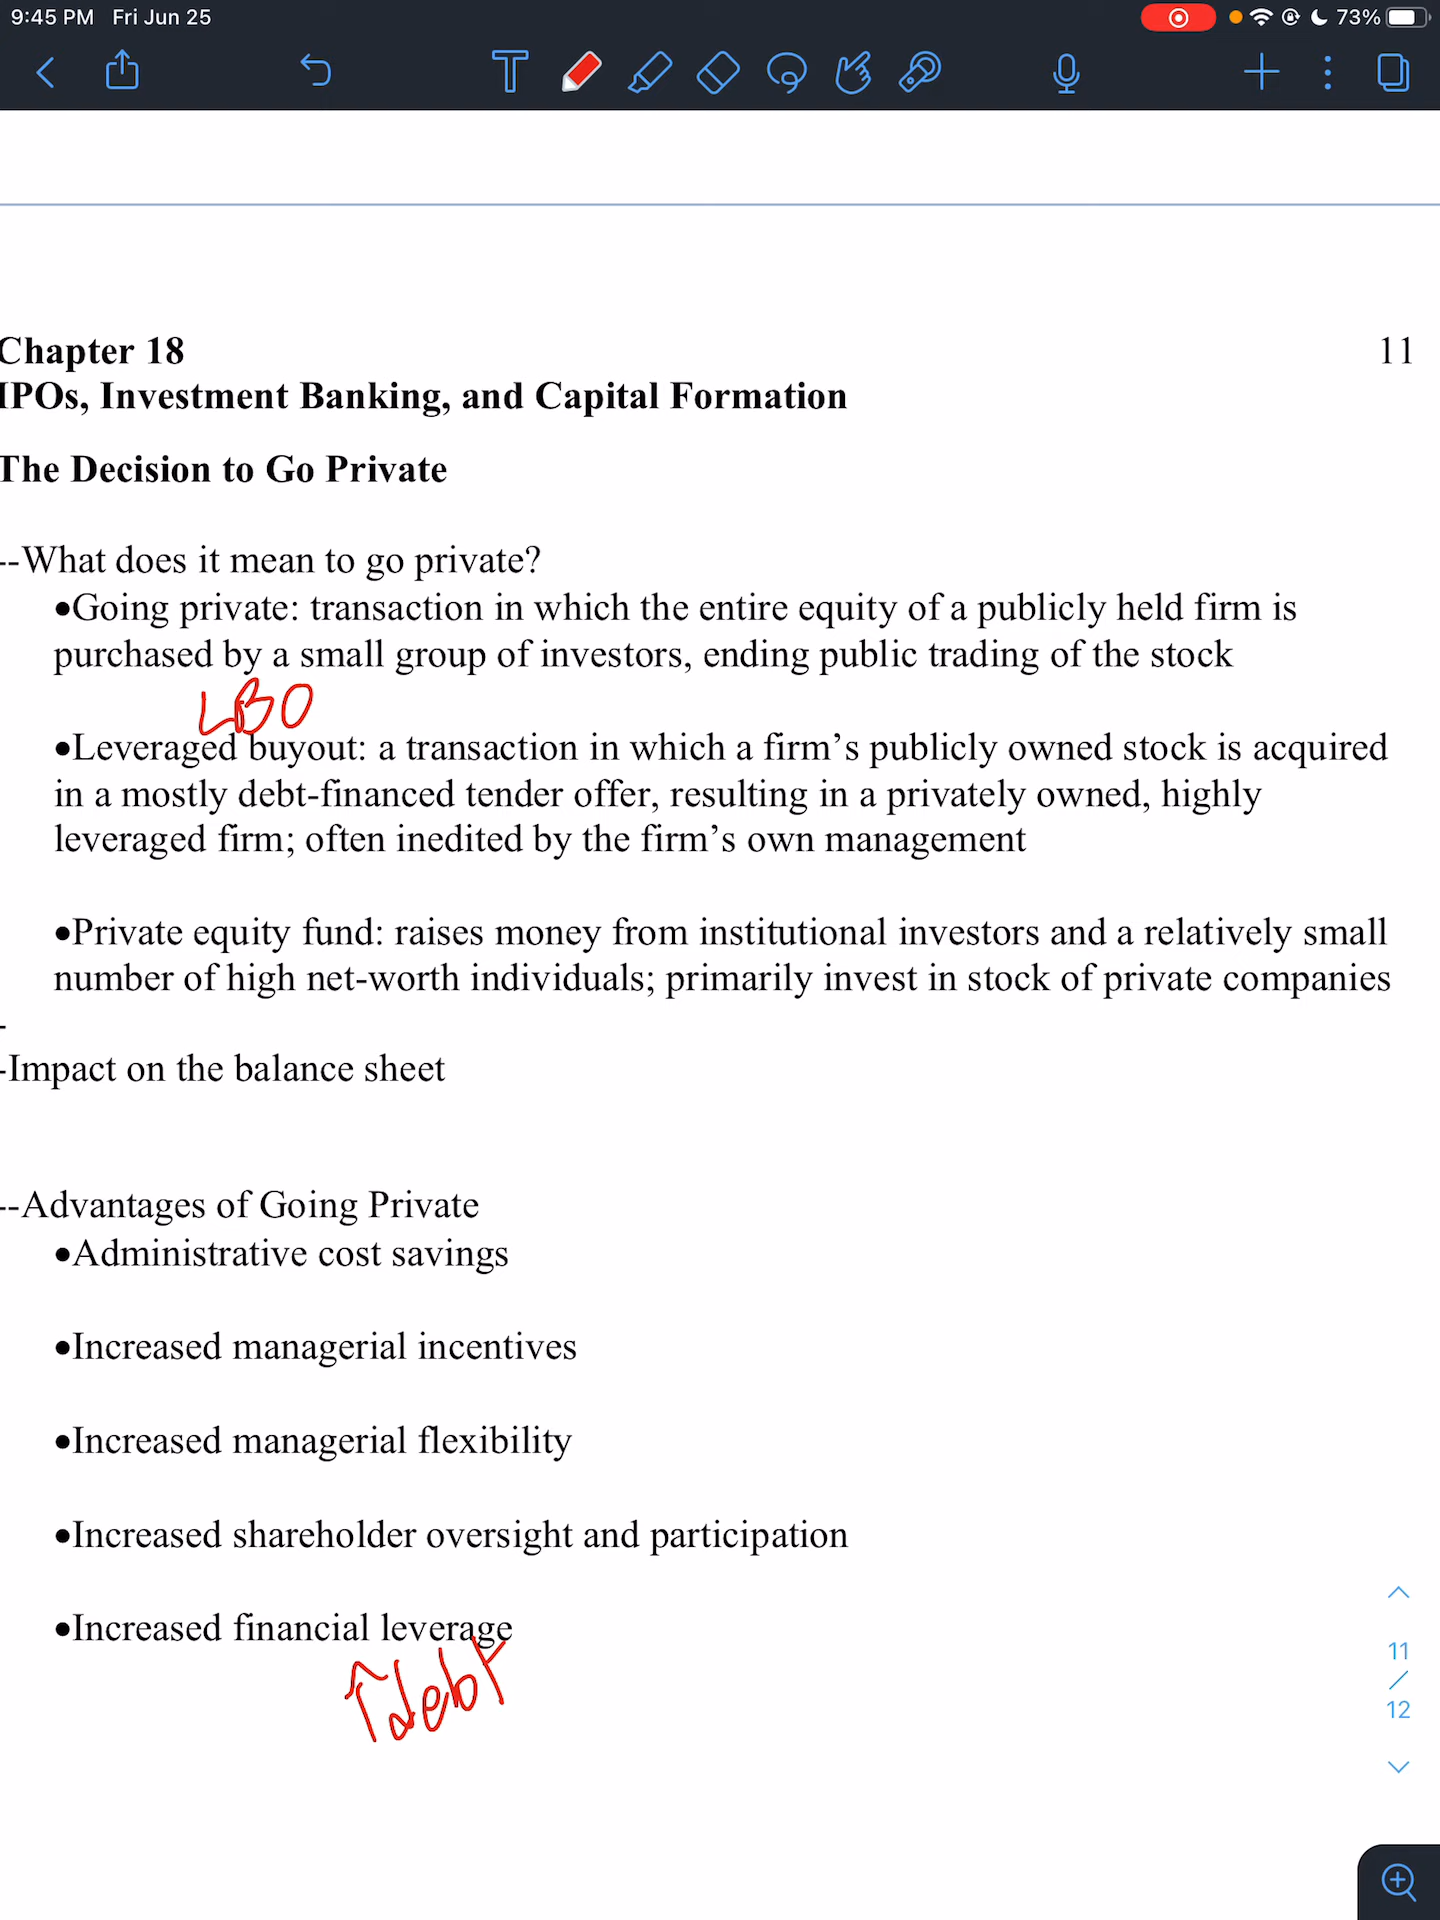 9:45 PM Fri Jun 25
73%
Chapter 18
11
IPOs, Investment Banking, and Capital Formation
The Decision to Go Private
--What does it mean to go private?
•Going private: transaction in which the entire equity of a publicly held firm is
purchased by a small group of investors, ending public trading of the stock
LBO
•Leveraged buyout: a transaction in which a firm’s publicly owned stock is acquired
in a mostly debt-financed tender offer, resulting in a privately owned, highly
leveraged firm; often inedited by the firm’s own management
•Private equity fund: raises money from institutional investors and a relatively small
number of high net-worth individuals; primarily invest in stock of private companies
-
-Impact on the balance sheet
--Advantages of Going Private
•Administrative cost savings
•Increased managerial incentives
•Increased managerial flexibility
•Increased shareholder oversight and participation
•Increased financial leverage
↑debt
11
/
12